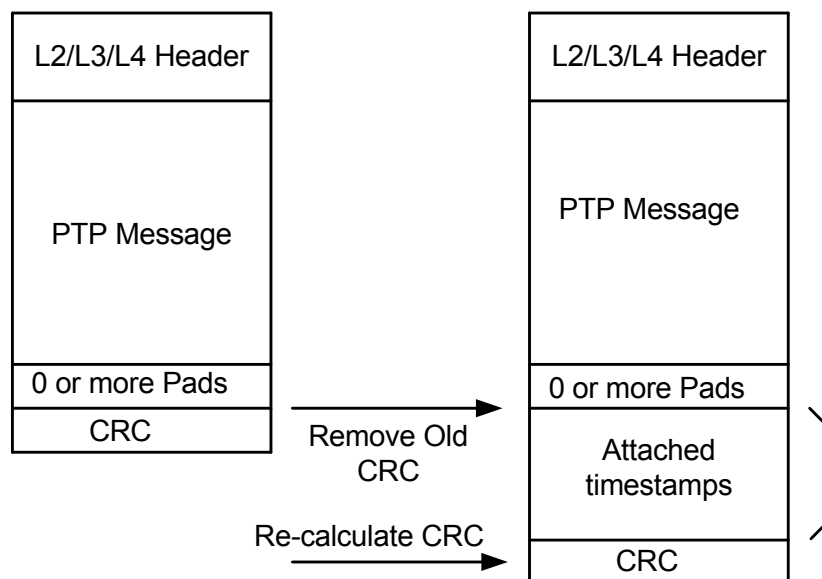 L2/L3/L4 Header
PTP Message
0 or more Pads
CRC
Remove Old
CRC
Re-calculate CRC
L2/L3/L4 Header
PTP Message
0 or more Pads
Attached
timestamps
CRC